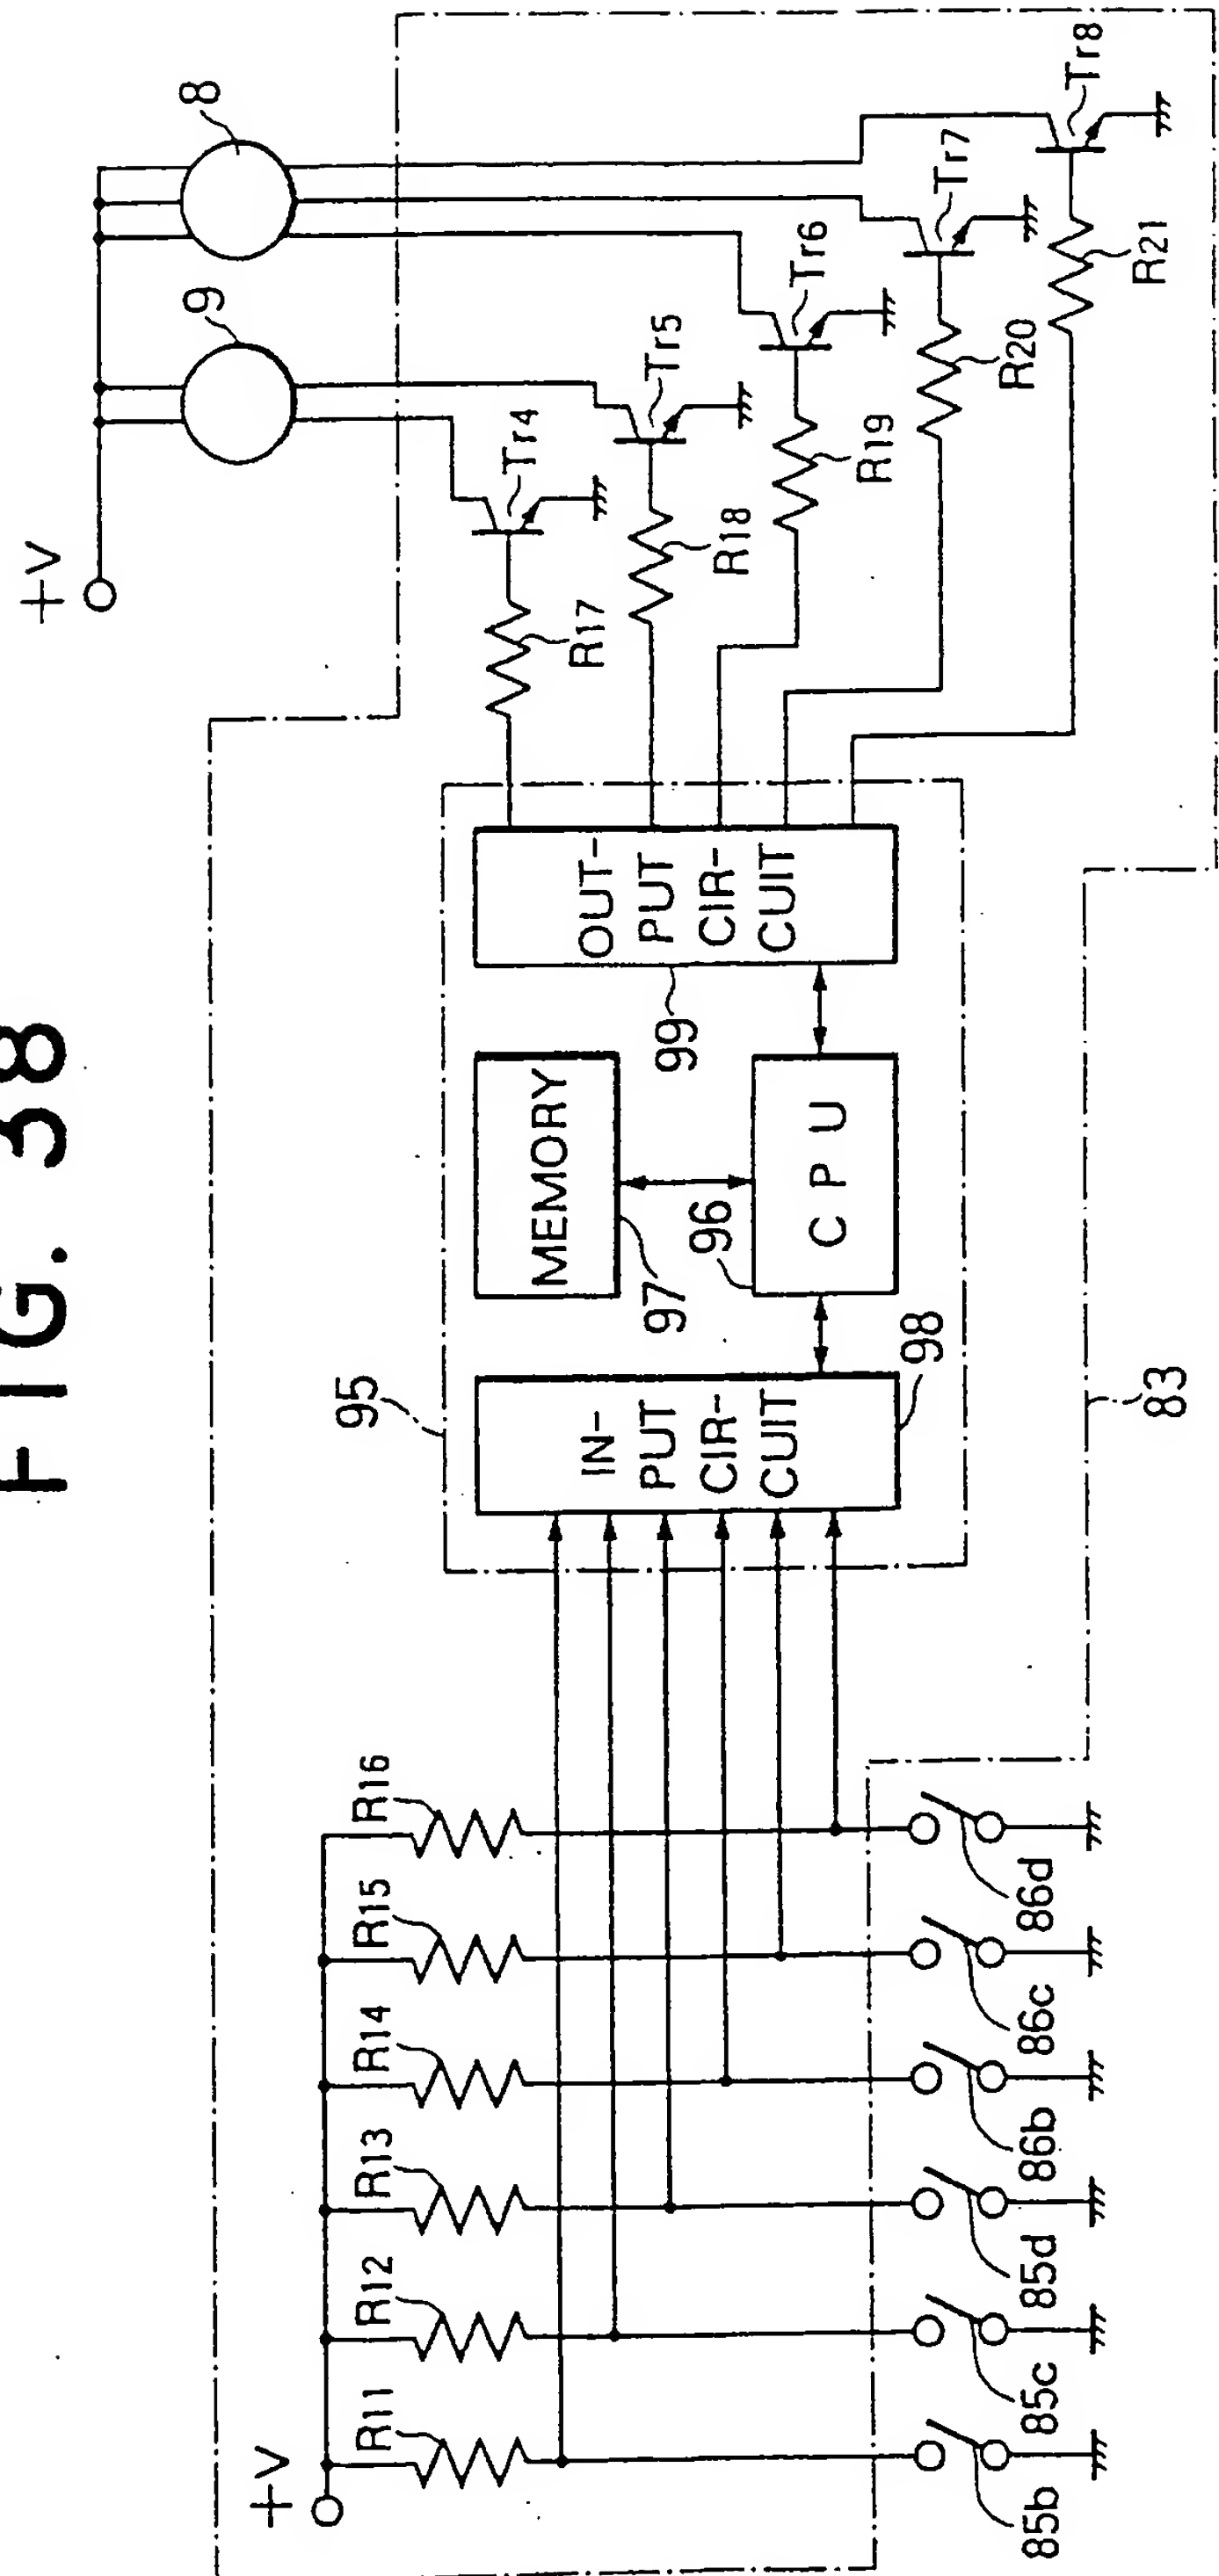 FIG. 38
+V
8
9
Tr4
Tr5
Tr6
Tr7
Tr8
R17
R18
R19
R20
R21
95
IN-
PUT
CIR-
CUIT
98
MEMORY
97
96
CPU
OUT-
PUT
CIR-
CUIT
99
83
+V
R11
R12
R13
R14
R15
R16
85b
85c
85d
86b
86c
86d